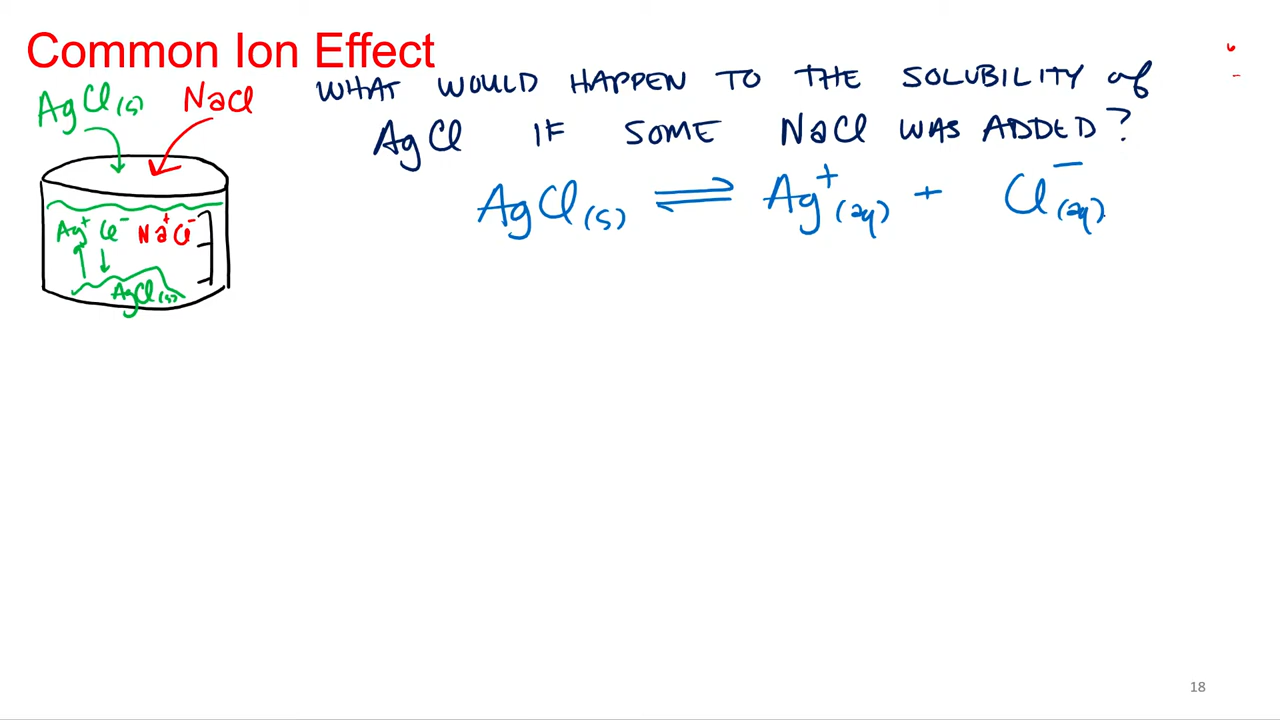 Common Ion Effect
WHAT WOULD HAPPEN TO THE SOLUBILITY of
AgCl IF SOME NaCl WAS ADDED?
AgCl(s) NaCl
AgCl(s) ⇌ Ag⁺(aq) + Cl⁻(aq)
Ag⁺ Cl⁻ Na⁺ Cl⁻
AgCl(s)
18